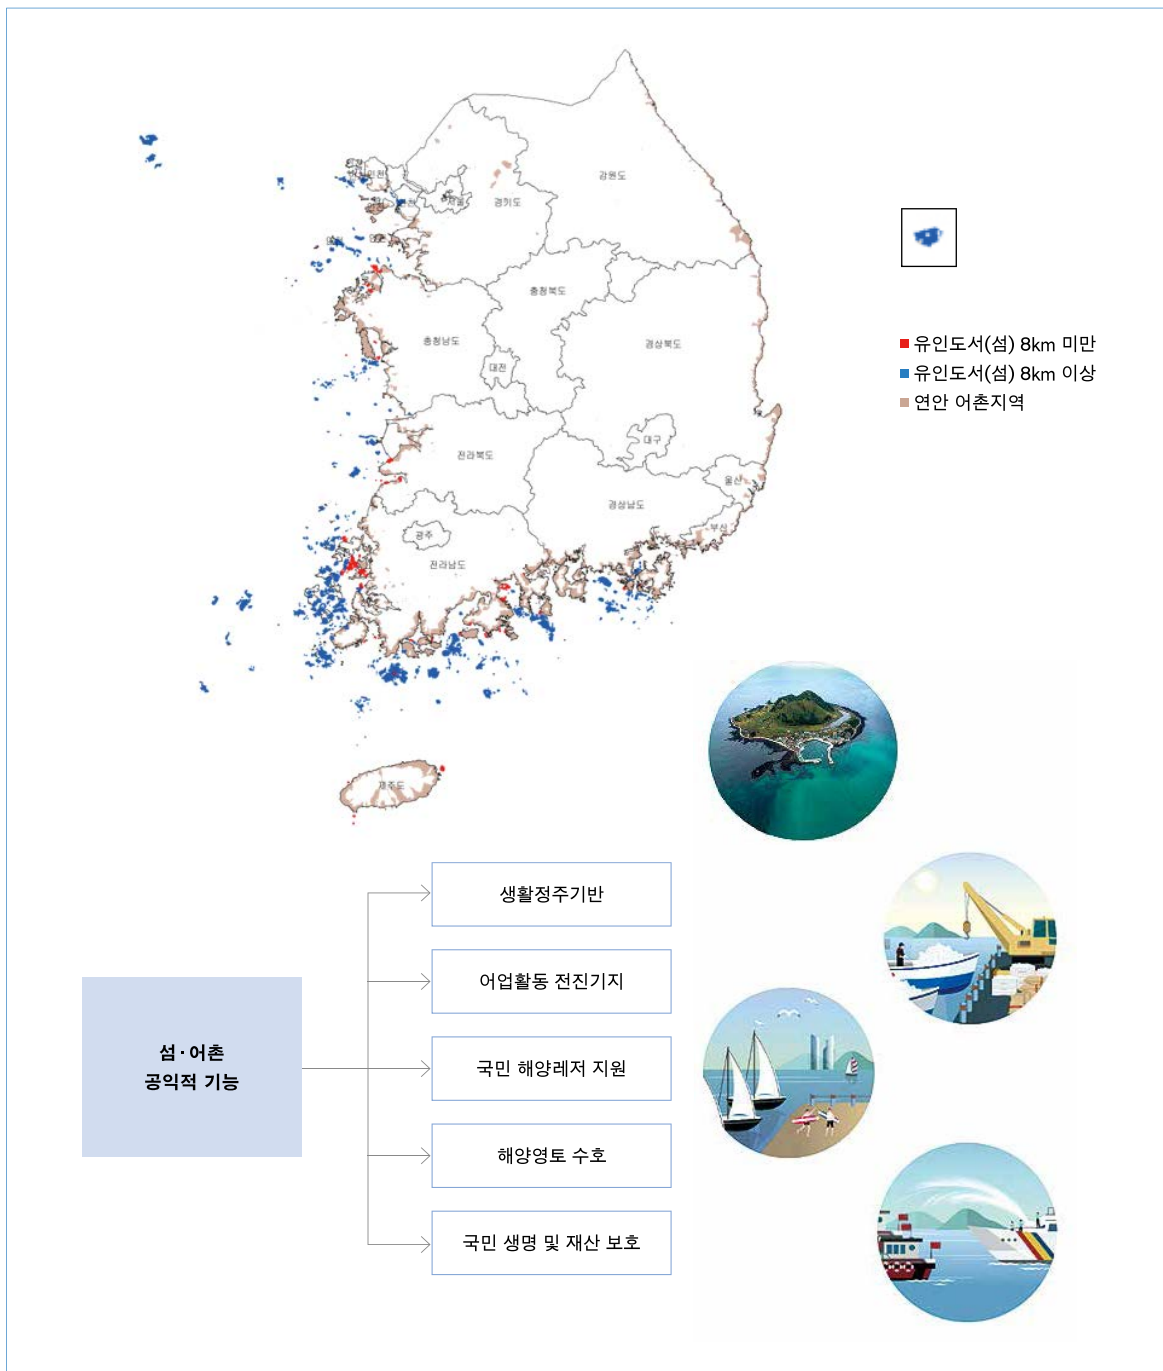 강원도
서울
경기도
충청북도
충청남도
경상북도
대전
대구
전라북도
울산
경상남도
부산
광주
전라남도
제주도
유인도서(섬) 8km 미만
유인도서(섬) 8km 이상
연안 어촌지역
생활정주기반
어업활동 전진기지
섬·어촌
공익적 기능
국민 해양레저 지원
해양영토 수호
국민 생명 및 재산 보호